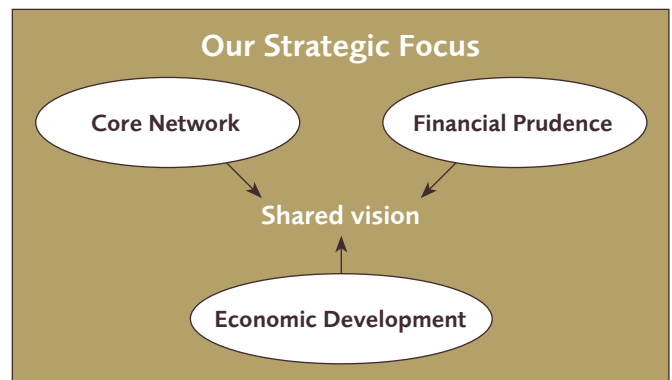 Our Strategic Focus
Core Network
Financial Prudence
Shared vision
Economic Development